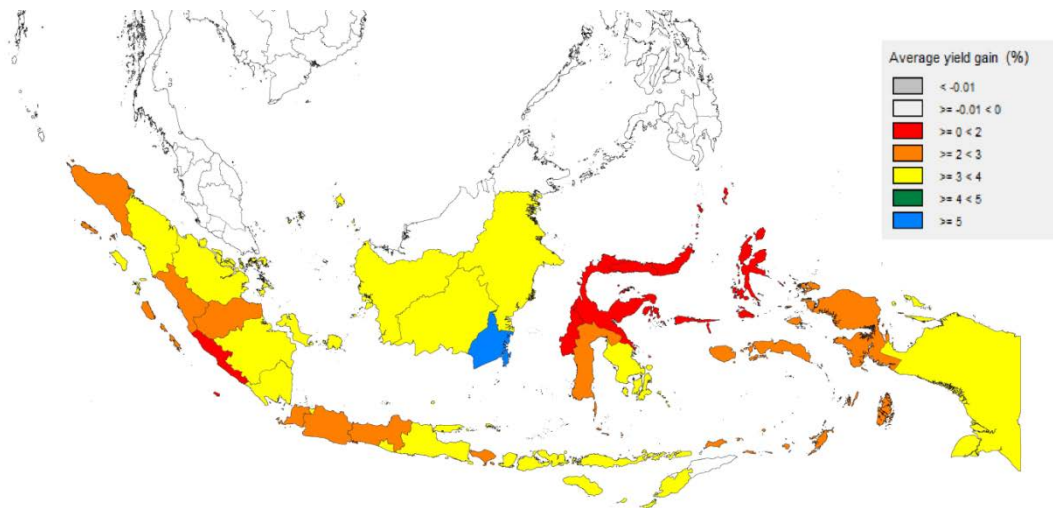 Average yield gain (%)
< -0.01
>= -0.01 < 0
>= 0 < 2
>= 2 < 3
>= 3 < 4
>= 4 < 5
>= 5